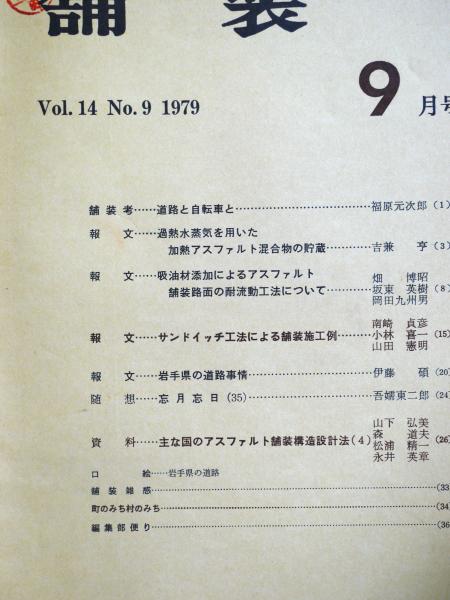 舗装
Vol. 14 No. 9 1979
9月号
舗装考……道路と自転車と……福原元次郎(1)
報文……過熱水蒸気を用いた
加熱アスファルト混合物の貯蔵……吉兼 亨(3)
報文……吸油材添加によるアスファルト
舗装路面の耐流動工法について……畑 博昭
坂東 英樹(8)
岡田九州男
報文……サンドイッチ工法による舗装施工例……南崎 貞彦
小林 喜一(15)
山田 憲明
報文……岩手県の道路事情……伊藤 碩(20)
随想……忘月忘日(35)……吾嬬東二郎(24)
資料……主な国のアスファルト舗装構造設計法(4)山下 弘美
森 道夫
松浦 精一(26)
永井 英章
口絵……岩手県の道路
舗装雑感……(33
町のみち村のみち……(34)
編集部便り……(36